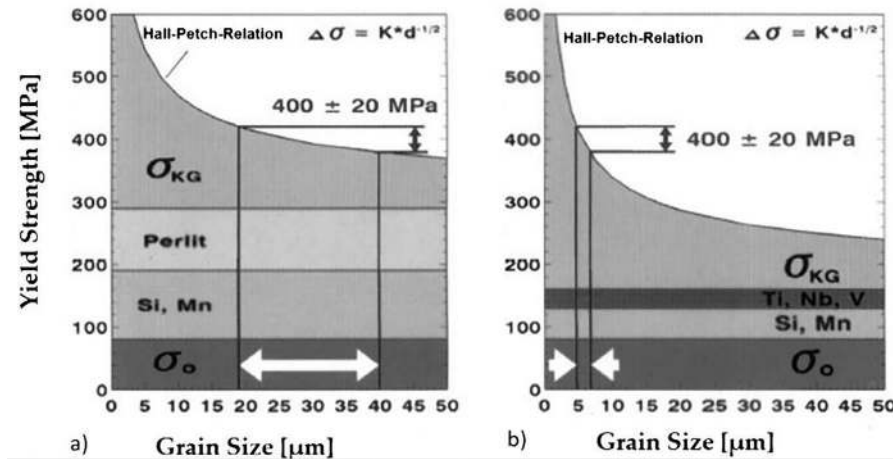 Yield Strength [MPa]
600
500
400
300
200
100
0
Hall-Petch-Relation
Δ σ = K*d-1/2
400 ± 20 MPa
σKG
Perlit
Si, Mn
σo
0 5 10 15 20 25 30 35 40 45 50
a)
Grain Size [μm]
600
500
400
300
200
100
0
Hall-Petch-Relation
Δ σ = K*d-1/2
400 ± 20 MPa
σKG
Ti, Nb, V
Si, Mn
σo
0 5 10 15 20 25 30 35 40 45 50
b)
Grain Size [μm]